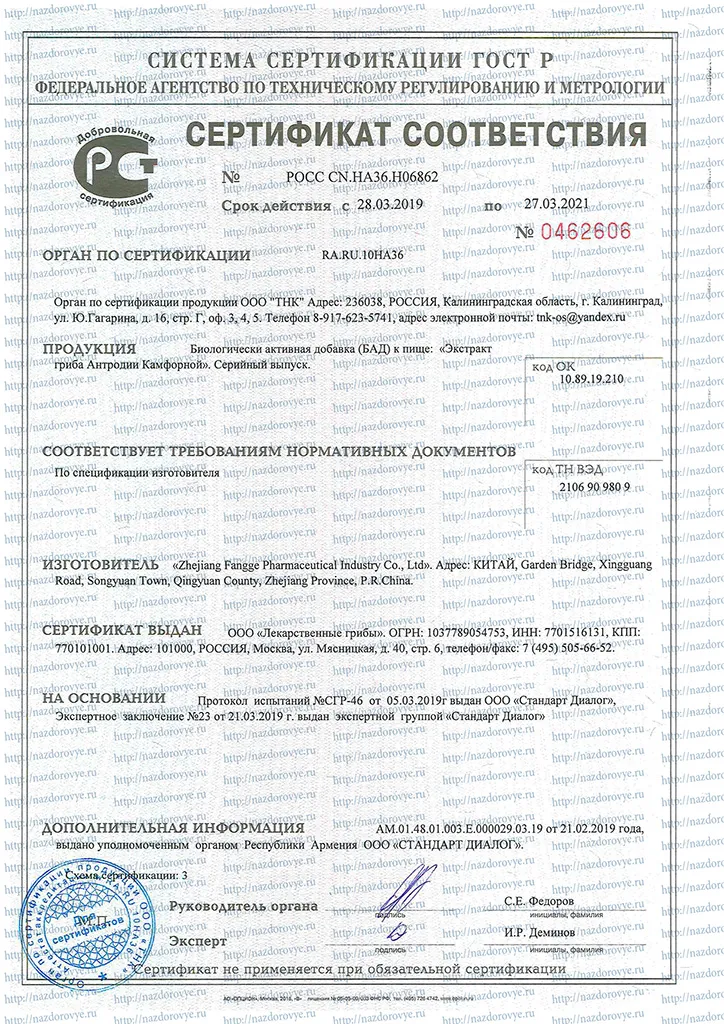 СИСТЕМА СЕРТИФИКАЦИИ ГОСТ Р
ФЕДЕРАЛЬНОЕ АГЕНТСТВО ПО ТЕХНИЧЕСКОМУ РЕГУЛИРОВАНИЮ И МЕТРОЛОГИИ
Добровольная
РСТ
сертификация
СЕРТИФИКАТ СООТВЕТСТВИЯ
№ РОСС CN.НА36.Н06862
Срок действия с 28.03.2019 по 27.03.2021
№ 0462606
ОРГАН ПО СЕРТИФИКАЦИИ RA.RU.10НА36
Орган по сертификации продукции ООО "ТНК" Адрес: 236038, РОССИЯ, Калининградская область, г. Калининград,
ул. Ю.Гагарина, д. 16, стр. Г, оф. 3, 4, 5. Телефон 8-917-623-5741, адрес электронной почты: tnk-os@yandex.ru
ПРОДУКЦИЯ Биологически активная добавка (БАД) к пище: «Экстракт
гриба Антродии Камфорной». Серийный выпуск.
код ОК
10.89.19.210
СООТВЕТСТВУЕТ ТРЕБОВАНИЯМ НОРМАТИВНЫХ ДОКУМЕНТОВ
По спецификации изготовителя
код ТН ВЭД
2106 90 980 9
ИЗГОТОВИТЕЛЬ «Zhejiang Fangge Pharmaceutical Industry Co., Ltd». Адрес: КИТАЙ, Garden Bridge, Xingguang
Road, Songyuan Town, Qingyuan County, Zhejiang Province, P.R.China.
СЕРТИФИКАТ ВЫДАН ООО «Лекарственные грибы». ОГРН: 1037789054753, ИНН: 7701516131, КПП:
770101001. Адрес: 101000, РОССИЯ, Москва, ул. Мясницкая, д. 40, стр. 6, телефон/факс: 7 (495) 505-66-52.
НА ОСНОВАНИИ Протокол испытаний №СГР-46 от 05.03.2019г выдан ООО «Стандарт Диалог»,
Экспертное заключение №23 от 21.03.2019 г. выдан экспертной группой «Стандарт Диалог»
ДОПОЛНИТЕЛЬНАЯ ИНФОРМАЦИЯ АМ.01.48.01.003.Е.000029.03.19 от 21.02.2019 года,
выдано уполномоченным органом Республики Армения ООО «СТАНДАРТ ДИАЛОГ».
Схема сертификации: 3
Руководитель органа С.Е. Федоров
подпись инициалы, фамилия
М.П.
Для сертификатов
Эксперт И.Р. Деминов
подпись инициалы, фамилия
Сертификат не применяется при обязательной сертификации
http://nazdorovye.ru